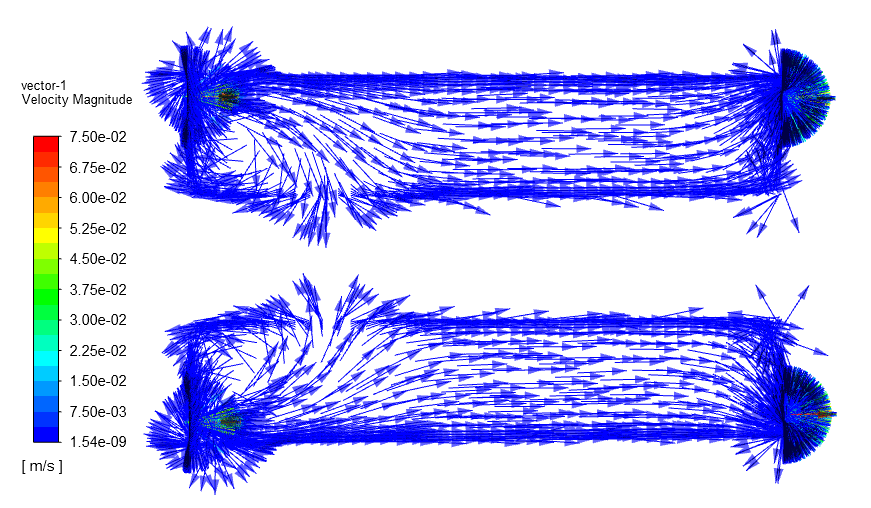 vector-1
Velocity Magnitude
7.50e-02
6.75e-02
6.00e-02
5.25e-02
4.50e-02
3.75e-02
3.00e-02
2.25e-02
1.50e-02
7.50e-03
1.54e-09
[ m/s ]